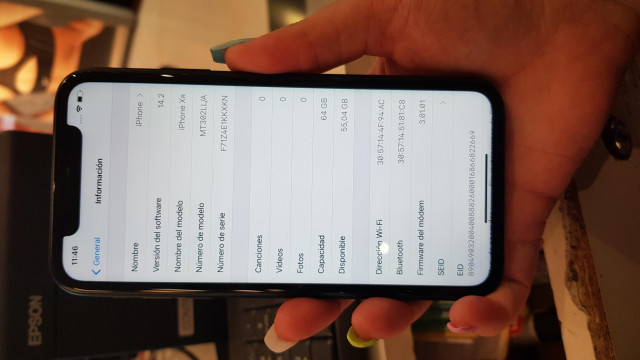 11:46
General
Información
Nombre iPhone
Versión del software 14.2
Nombre del modelo iPhone XR
Número de modelo MT302LL/A
Número de serie
Canciones 0
Vídeos 0
Fotos 0
Capacidad 64 GB
Disponible 55,04 GB
Dirección Wi-Fi 30:57:14:4F:94:AC
Bluetooth 30:57:14:51:81:C8
Firmware del módem 3.01.01
SEID
EID
EPSON